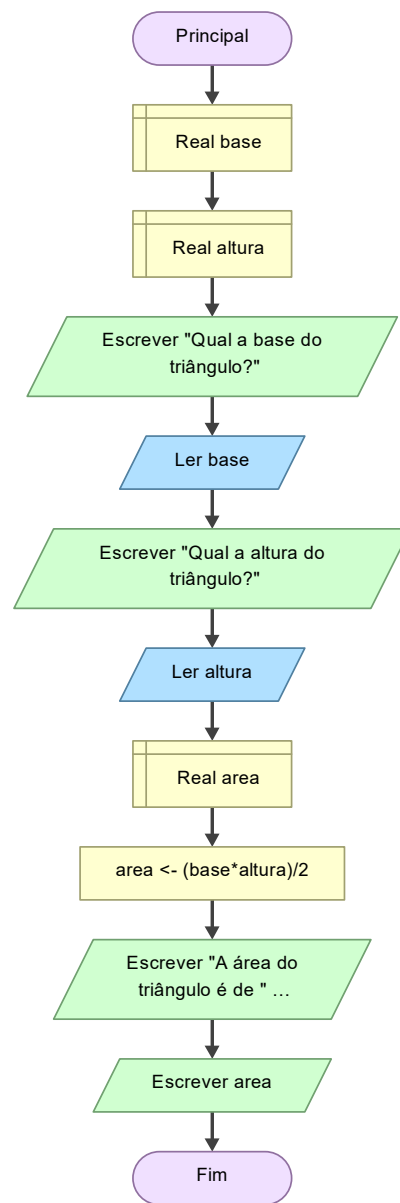 Principal
Real base
Real altura
Escrever "Qual a base do
triângulo?"
Ler base
Escrever "Qual a altura do
triângulo?"
Ler altura
Real area
area <- (base*altura)/2
Escrever "A área do
triângulo é de " ...
Escrever area
Fim